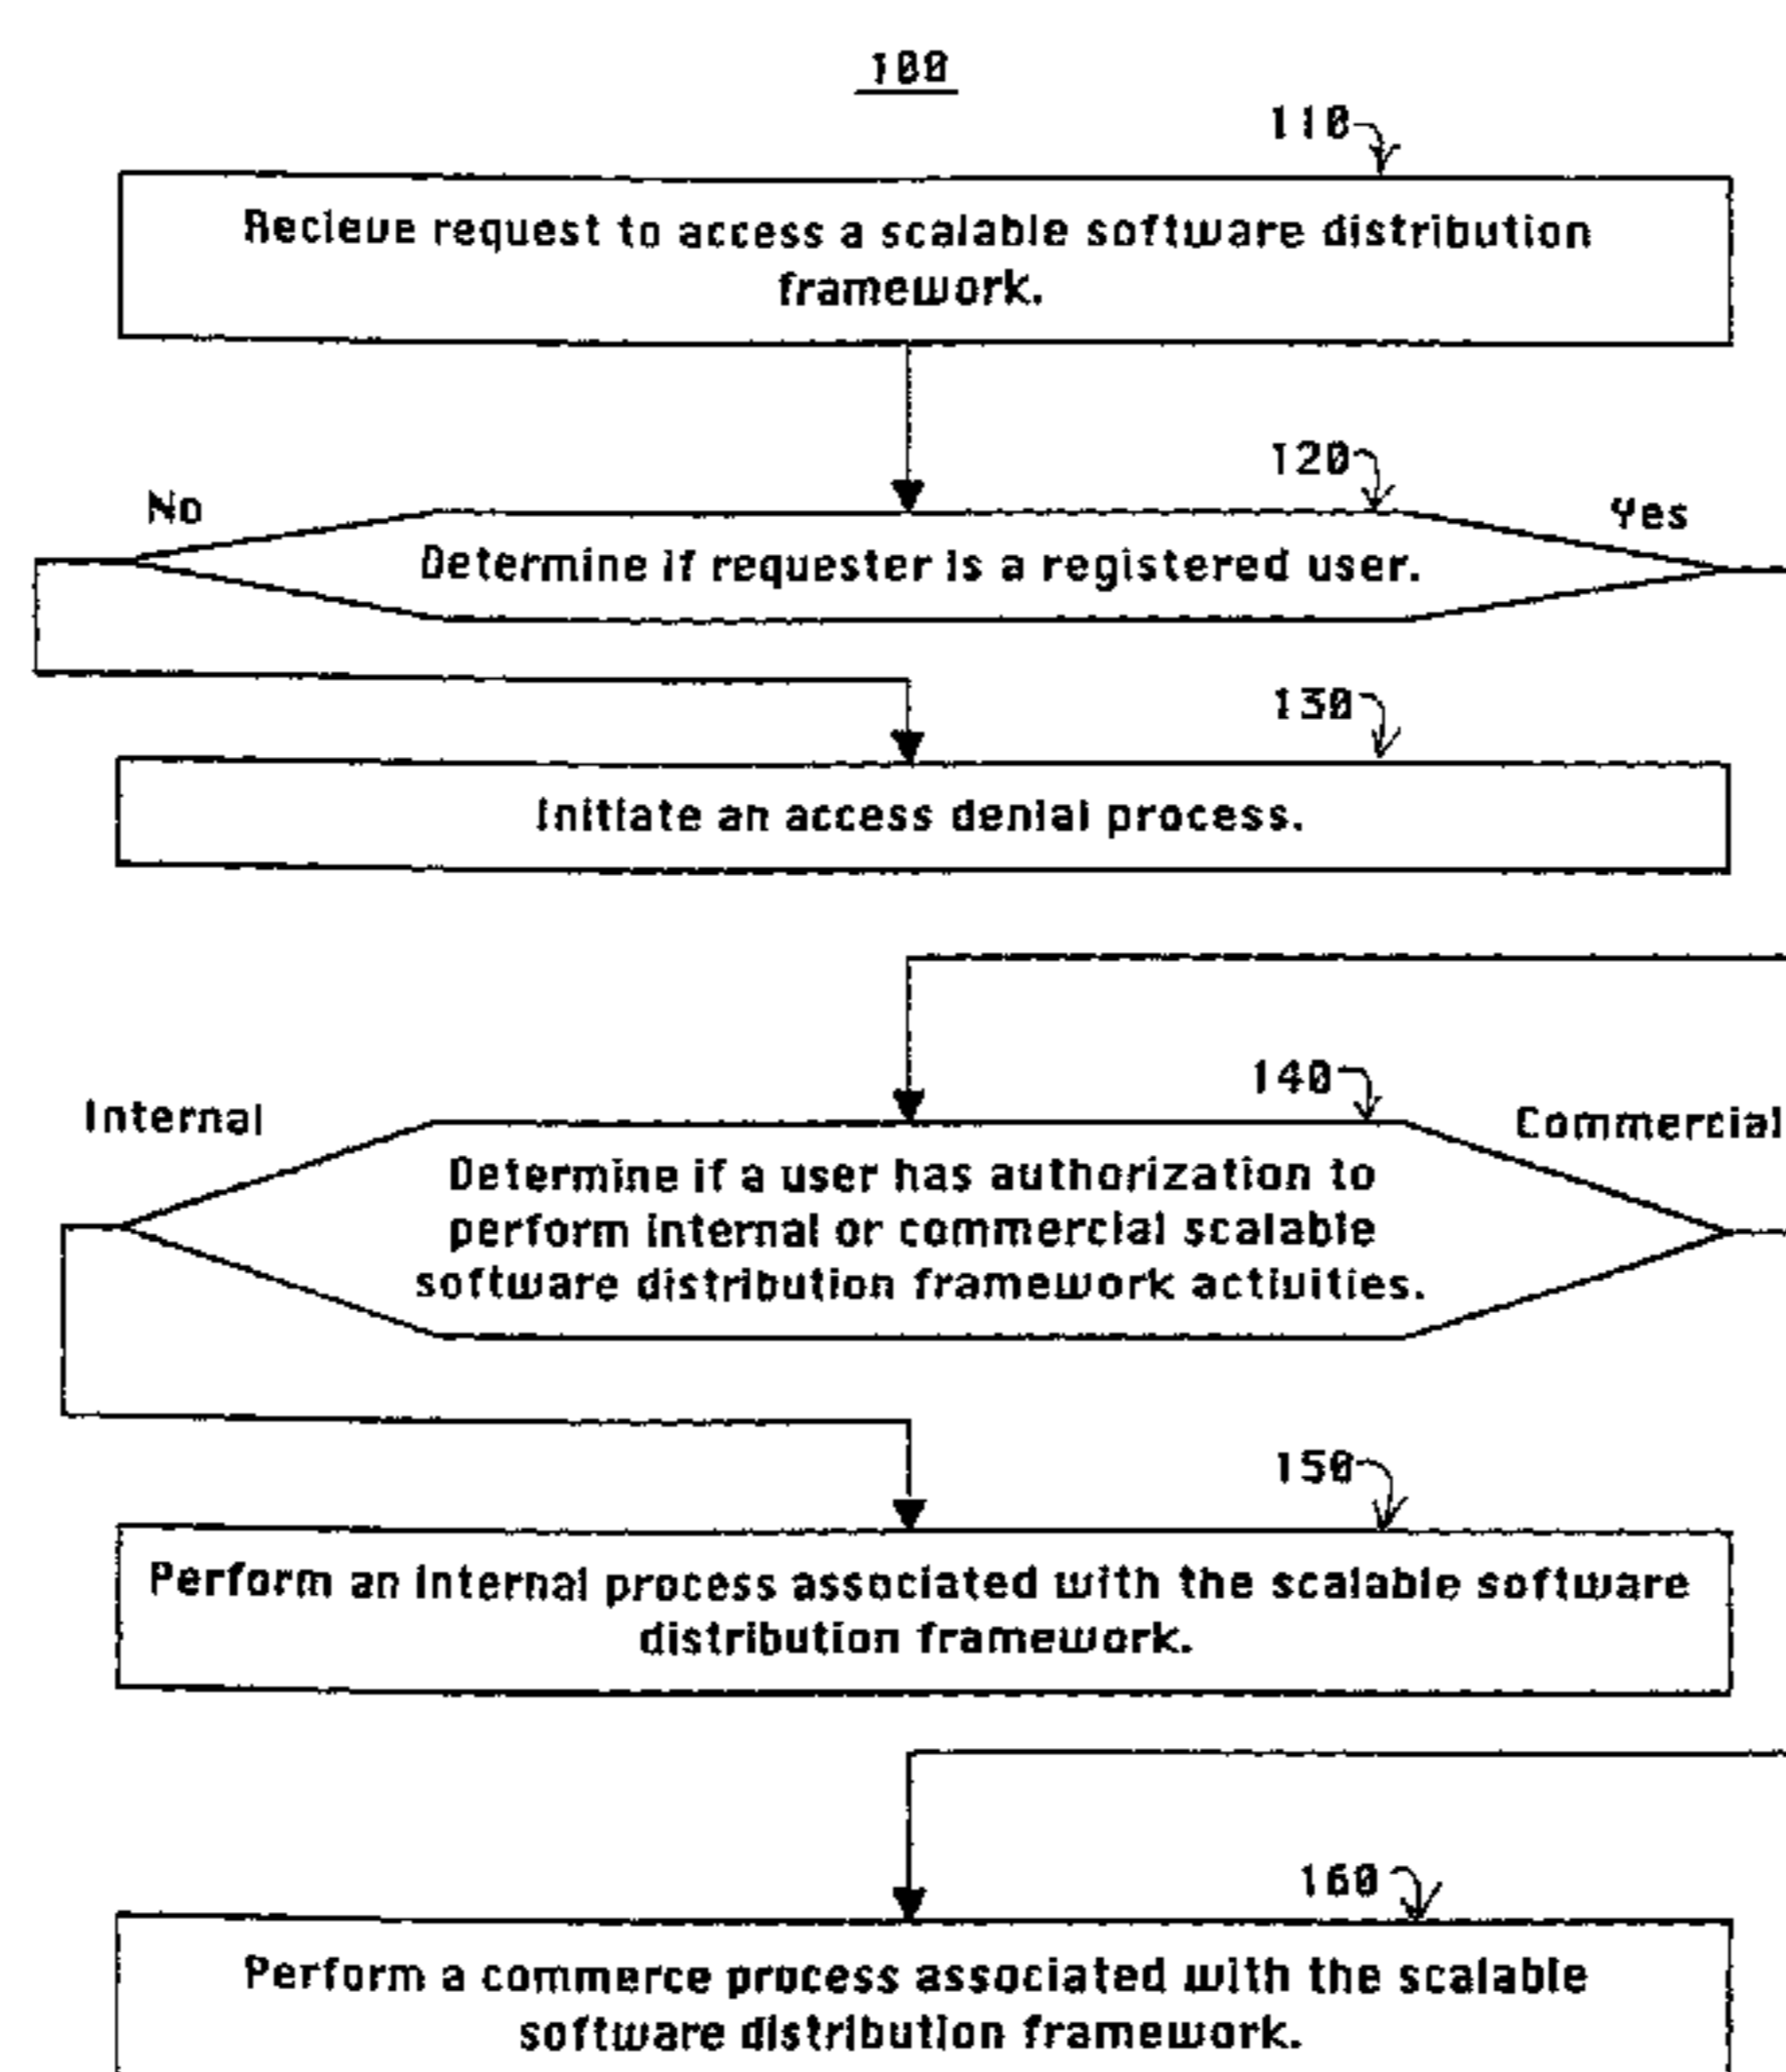 100
110
Recieve request to access a scalable software distribution
framework.
120
No
Yes
Determine if requester is a registered user.
130
Initiate an access denial process.
140
Internal
Commercial
Determine if a user has authorization to
perform internal or commercial scalable
software distribution framework activities.
150
Perform an internal process associated with the scalable software
distribution framework.
160
Perform a commerce process associated with the scalable
software distribution framework.